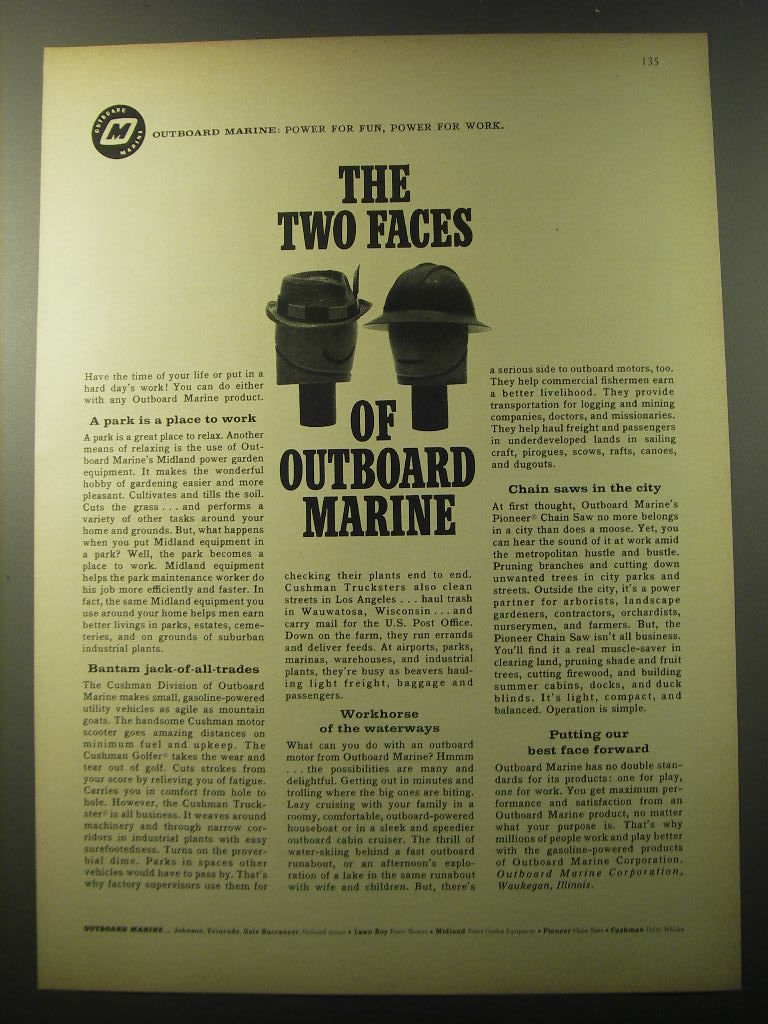 135
OUTBOARD
M
MARINE
OUTBOARD MARINE: POWER FOR FUN, POWER FOR WORK.
THE
TWO FACES
OF
OUTBOARD
MARINE
Have the time of your life or put in a
hard day's work! You can do either
with any Outboard Marine product.
A park is a place to work
A park is a great place to relax. Another
means of relaxing is the use of Out-
board Marine's Midland power garden
equipment. It makes the wonderful
hobby of gardening easier and more
pleasant. Cultivates and tills the soil.
Cuts the grass . . . and performs a
variety of other tasks around your
home and grounds. But, what happens
when you put Midland equipment in
a park? Well, the park becomes a
place to work. Midland equipment
helps the park maintenance worker do
his job more efficiently and faster. In
fact, the same Midland equipment you
use around your home helps men earn
better livings in parks, estates, ceme-
teries, and on grounds of suburban
industrial plants.
Bantam jack-of-all-trades
The Cushman Division of Outboard
Marine makes small, gasoline-powered
utility vehicles as agile as mountain
goats. The handsome Cushman motor
scooter goes amazing distances on
minimum fuel and upkeep. The
Cushman Golfer® takes the wear and
tear out of golf. Cuts strokes from
your score by relieving you of fatigue.
Carries you in comfort from hole to
hole. However, the Cushman Truck-
ster® is all business. It weaves around
machinery and through narrow cor-
ridors in industrial plants with easy
surefootedness. Turns on the prover-
bial dime. Parks in spaces other
vehicles would have to pass by. That's
why factory supervisors use them for
checking their plants end to end.
Cushman Trucksters also clean
streets in Los Angeles . . . haul trash
in Wauwatosa, Wisconsin . . . and
carry mail for the U.S. Post Office.
Down on the farm, they run errands
and deliver feeds. At airports, parks,
marinas, warehouses, and industrial
plants, they're busy as beavers haul-
ing light freight, baggage and
passengers.
Workhorse
of the waterways
What can you do with an outboard
motor from Outboard Marine? Hmmm
. . . the possibilities are many and
delightful. Getting out in minutes and
trolling where the big ones are biting.
Lazy cruising with your family in a
roomy, comfortable, outboard-powered
houseboat or in a sleek and speedier
outboard cabin cruiser. The thrill of
water-skiing behind a fast outboard
runabout, or an afternoon's explo-
ration of a lake in the same runabout
with wife and children. But, there's
a serious side to outboard motors, too.
They help commercial fishermen earn
a better livelihood. They provide
transportation for logging and mining
companies, doctors, and missionaries.
They help haul freight and passengers
in underdeveloped lands in sailing
craft, pirogues, scows, rafts, canoes,
and dugouts.
Chain saws in the city
At first thought, Outboard Marine's
Pioneer® Chain Saw no more belongs
in a city than does a moose. Yet, you
can hear the sound of it at work amid
the metropolitan hustle and bustle.
Pruning branches and cutting down
unwanted trees in city parks and
streets. Outside the city, it's a power
partner for arborists, landscape
gardeners, contractors, orchardists,
nurserymen, and farmers. But, the
Pioneer Chain Saw isn't all business.
You'll find it a real muscle-saver in
clearing land, pruning shade and fruit
trees, cutting firewood, and building
summer cabins, docks, and duck
blinds. It's light, compact, and
balanced. Operation is simple.
Putting our
best face forward
Outboard Marine has no double stan-
dards for its products: one for play,
one for work. You get maximum per-
formance and satisfaction from an
Outboard Marine product, no matter
what your purpose is. That's why
millions of people work and play better
with the gasoline-powered products
of Outboard Marine Corporation.
Outboard Marine Corporation,
Waukegan, Illinois.
OUTBOARD MARINE . . . Johnson, Evinrude, Gale Buccaneer, Outboard motors • Lawn Boy Power Mowers • Midland Power Garden Equipment • Pioneer Chain Saws • Cushman Utility Vehicles